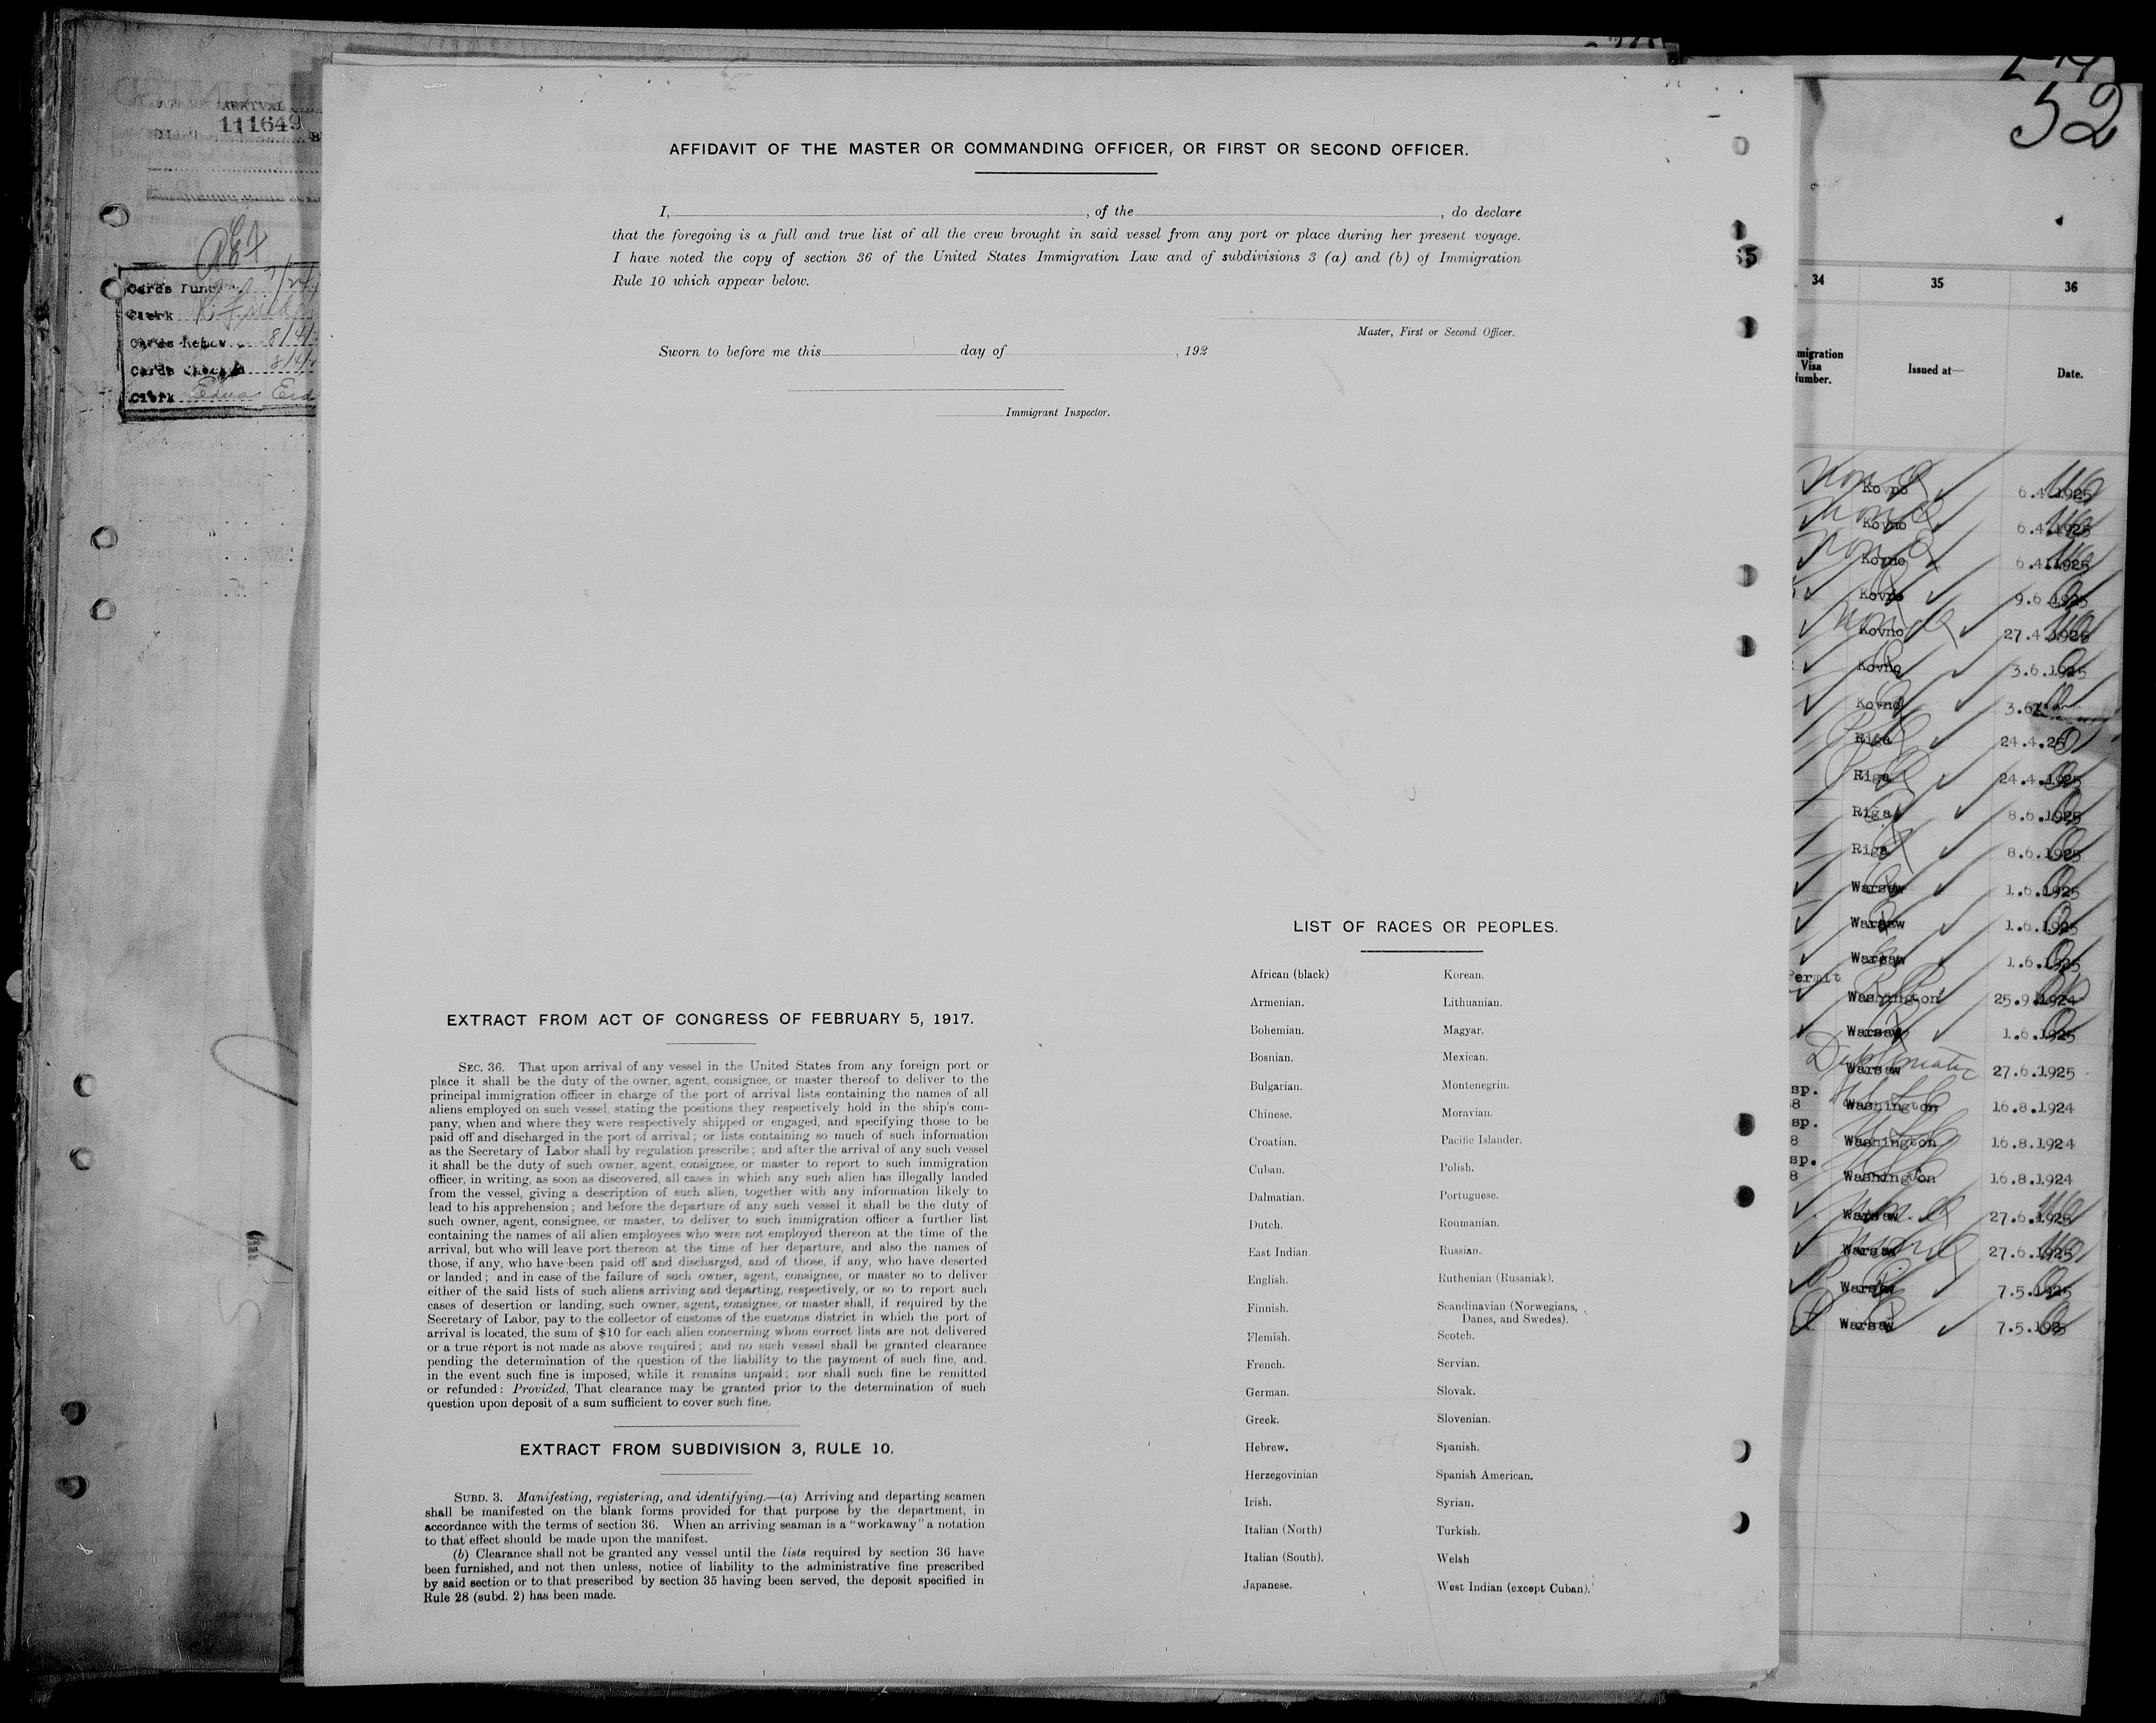 ARRIVAL
111649
Clerk
Clerk
AFFIDAVIT OF THE MASTER OR COMMANDING OFFICER, OR FIRST OR SECOND OFFICER.
I, , of the , do declare
that the foregoing is a full and true list of all the crew brought in said vessel from any port or place during her present voyage.
I have noted the copy of section 36 of the United States Immigration Law and of subdivisions 3 (a) and (b) of Immigration
Rule 10 which appear below.
Master, First or Second Officer.
Sworn to before me this day of , 192
Immigrant Inspector.
EXTRACT FROM ACT OF CONGRESS OF FEBRUARY 5, 1917.
SEC. 36. That upon arrival of any vessel in the United States from any foreign port or
place it shall be the duty of the owner, agent, consignee, or master thereof to deliver to the
principal immigration officer in charge of the port of arrival lists containing the names of all
aliens employed on such vessel, stating the positions they respectively hold in the ship's com-
pany, when and where they were respectively shipped or engaged, and specifying those to be
paid off and discharged in the port of arrival; or lists containing so much of such information
as the Secretary of Labor shall by regulation prescribe; and after the arrival of any such vessel
it shall be the duty of such owner, agent, consignee, or master to report to such immigration
officer, in writing, as soon as discovered, all cases in which any such alien has illegally landed
from the vessel, giving a description of such alien, together with any information likely to
lead to his apprehension; and before the departure of any such vessel it shall be the duty of
such owner, agent, consignee, or master, to deliver to such immigration officer a further list
containing the names of all alien employees who were not employed thereon at the time of the
arrival, but who will leave port thereon at the time of her departure, and also the names of
those, if any, who have been paid off and discharged, and of those, if any, who have deserted
or landed; and in case of the failure of such owner, agent, consignee, or master so to deliver
either of the said lists of such aliens arriving and departing, respectively, or so to report such
cases of desertion or landing, such owner, agent, consignee, or master shall, if required by the
Secretary of Labor, pay to the collector of customs of the customs district in which the port of
arrival is located, the sum of $10 for each alien concerning whom correct lists are not delivered
or a true report is not made as above required; and no such vessel shall be granted clearance
pending the determination of the question of the liability to the payment of such fine, and,
in the event such fine is imposed, while it remains unpaid; nor shall such fine be remitted
or refunded: Provided, That clearance may be granted prior to the determination of such
question upon deposit of a sum sufficient to cover such fine.
EXTRACT FROM SUBDIVISION 3, RULE 10.
SUBD. 3. Manifesting, registering, and identifying.—(a) Arriving and departing seamen
shall be manifested on the blank forms provided for that purpose by the department, in
accordance with the terms of section 36. When an arriving seaman is a "workaway" a notation
to that effect should be made upon the manifest.
(b) Clearance shall not be granted any vessel until the lists required by section 36 have
been furnished, and not then unless, notice of liability to the administrative fine prescribed
by said section or to that prescribed by section 35 having been served, the deposit specified in
Rule 28 (subd. 2) has been made.
LIST OF RACES OR PEOPLES.
African (black) Korean.
Armenian. Lithuanian.
Bohemian. Magyar.
Bosnian. Mexican.
Bulgarian. Montenegrin.
Chinese. Moravian.
Croatian. Pacific Islander.
Cuban. Polish.
Dalmatian. Portuguese.
Dutch. Roumanian.
East Indian Russian.
English. Ruthenian (Rusniak).
Finnish. Scandinavian (Norwegians,
Danes, and Swedes).
Flemish. Scotch.
French. Servian.
German. Slovak.
Greek. Slovenian.
Hebrew. Spanish.
Herzegovinian Spanish American.
Irish. Syrian.
Italian (North) Turkish.
Italian (South). Welsh
Japanese. West Indian (except Cuban).
52
34 35 36
migration
Visa
Number. Issued at— Date.
Kovno 6.4.1925
Kovno 6.4.1925
Kovno 6.4.1925
Kovno 9.6.1925
Kovno 27.4.1925
Kovno 3.6.1925
Kovno
Riga 24.4.25
Riga 24.4.1925
Riga 8.6.1925
Riga 8.6.1925
Warsaw 1.6.1925
Warsaw 1.6.1925
Warsaw 1.6.1925
Permit
Washington 25.9.1924
Warsaw 1.6.1925
Diplomatic
Warsaw 27.6.1925
sp.
8 Washington 16.8.1924
sp.
8 Washington 16.8.1924
sp.
8 Washington 16.8.1924
Warsaw 27.6.1925
Warsaw 27.6.1925
Warsaw 7.5.1925
Warsaw 7.5.192